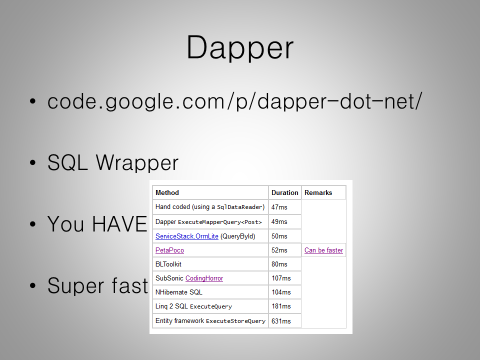 Dapper
• code.google.com/p/dapper-dot-net/
• SQL Wrapper
• You HAVE
• Super fast
Method Duration Remarks
Hand coded (using a SqlDataReader) 47ms
Dapper ExecuteMapperQuery<Post> 49ms
ServiceStack.OrmLite (QueryById) 50ms
PetaPoco 52ms Can be faster
BLToolkit 80ms
SubSonic CodingHorror 107ms
NHibernate SQL 104ms
Linq 2 SQL ExecuteQuery 181ms
Entity framework ExecuteStoreQuery 631ms